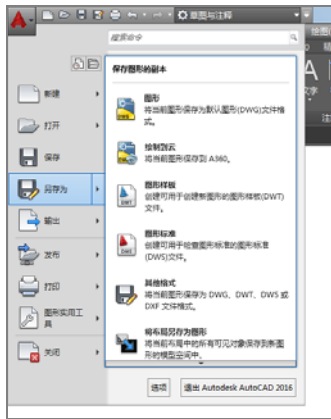 草图与注释
搜索命令
保存图形的副本
新建
打开
保存
另存为
输出
发布
打印
图形实用工
具
关闭
图形
将当前图形保存为默认图形(DWG)文件格
式。
绘制到云
将当前图形保存到 A360。
图形样板
创建可用于创建新图形的图形样板(DWT)
文件。
图形标准
创建可用于检查图形标准的图形标准
(DWS)文件。
其他格式
将当前图形保存为 DWG、DWT、DWS 或
DXF 文件格式。
将布局另存为图形
将当前布局中的所有可见对象保存到新图
形的模型空间中。
选项
退出 Autodesk AutoCAD 2016